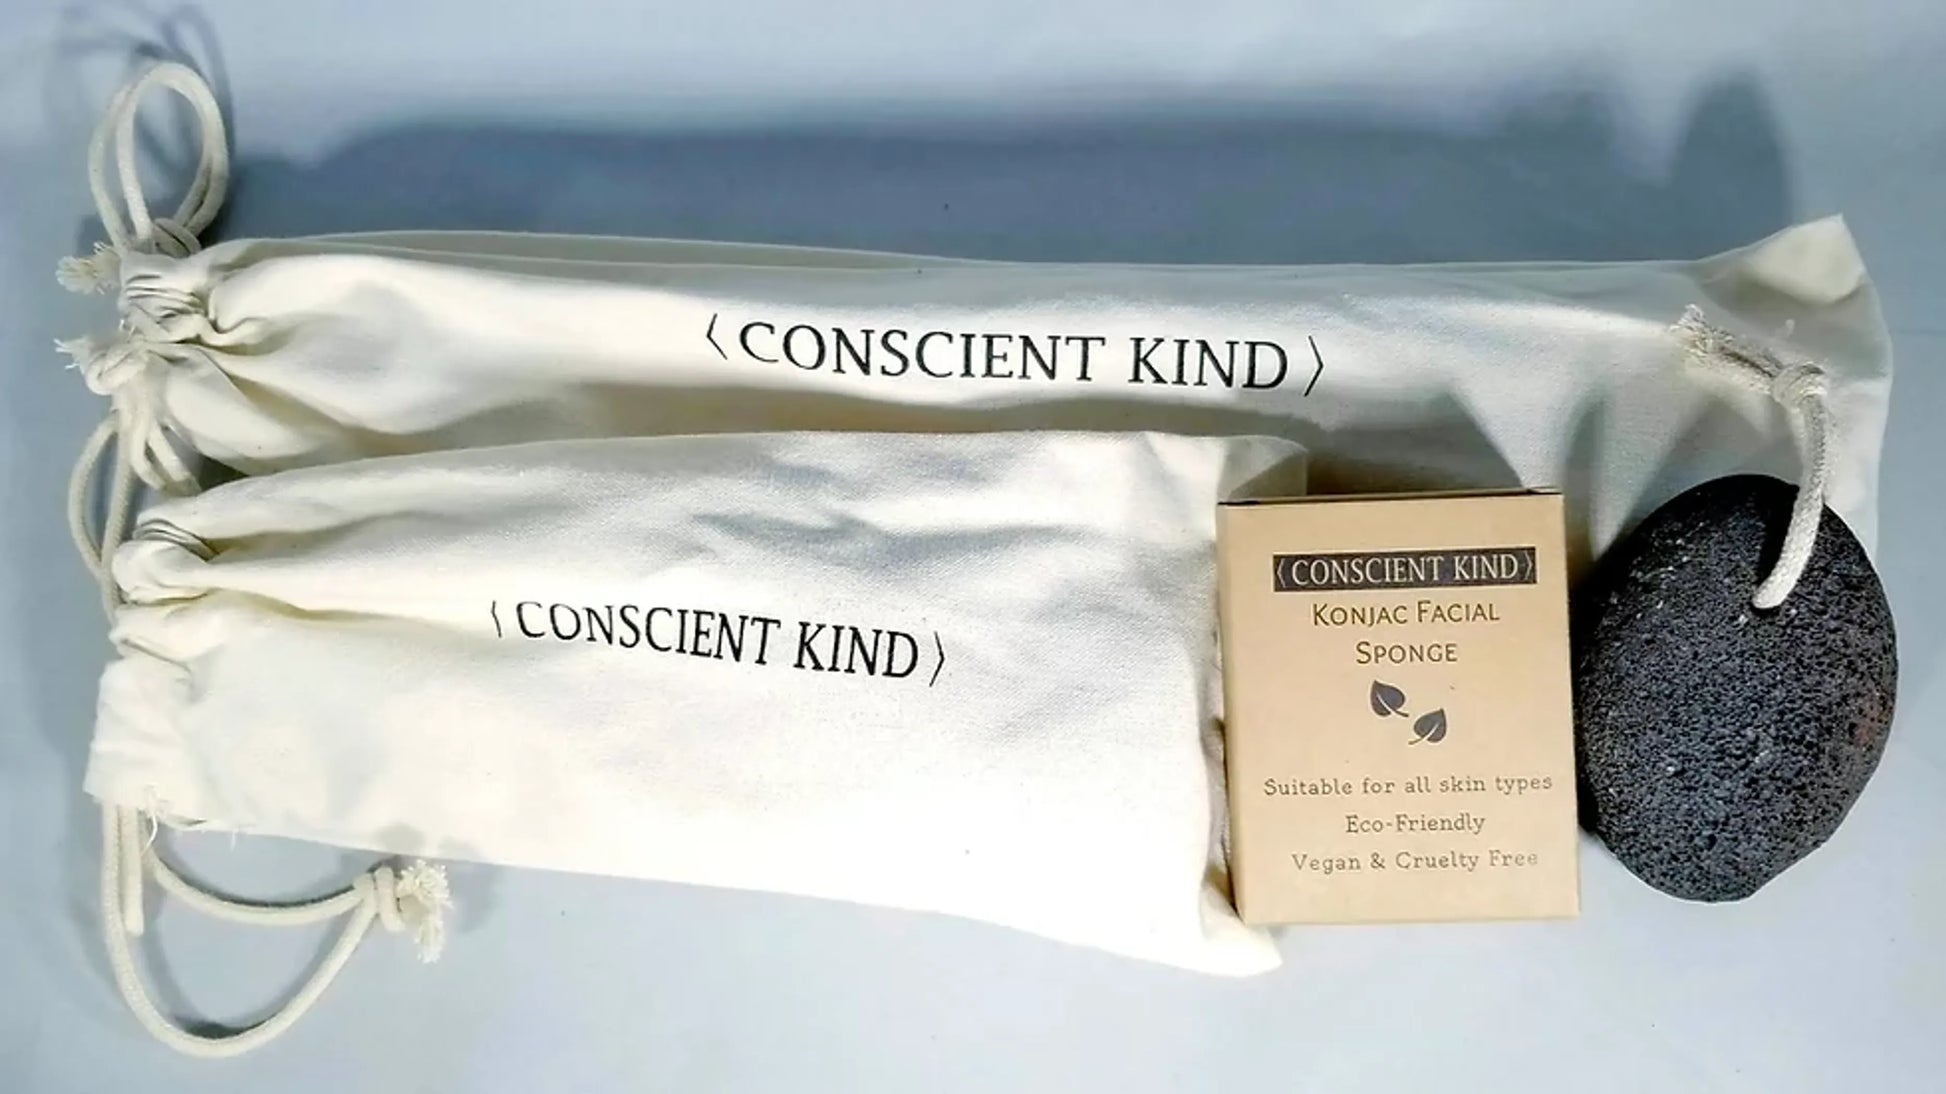 ⟨CONSCIENT KIND⟩
⟨CONSCIENT KIND⟩
⟨CONSCIENT KIND⟩
KONJAC FACIAL
SPONGE
Suitable for all skin types
Eco-Friendly
Vegan & Cruelty Free